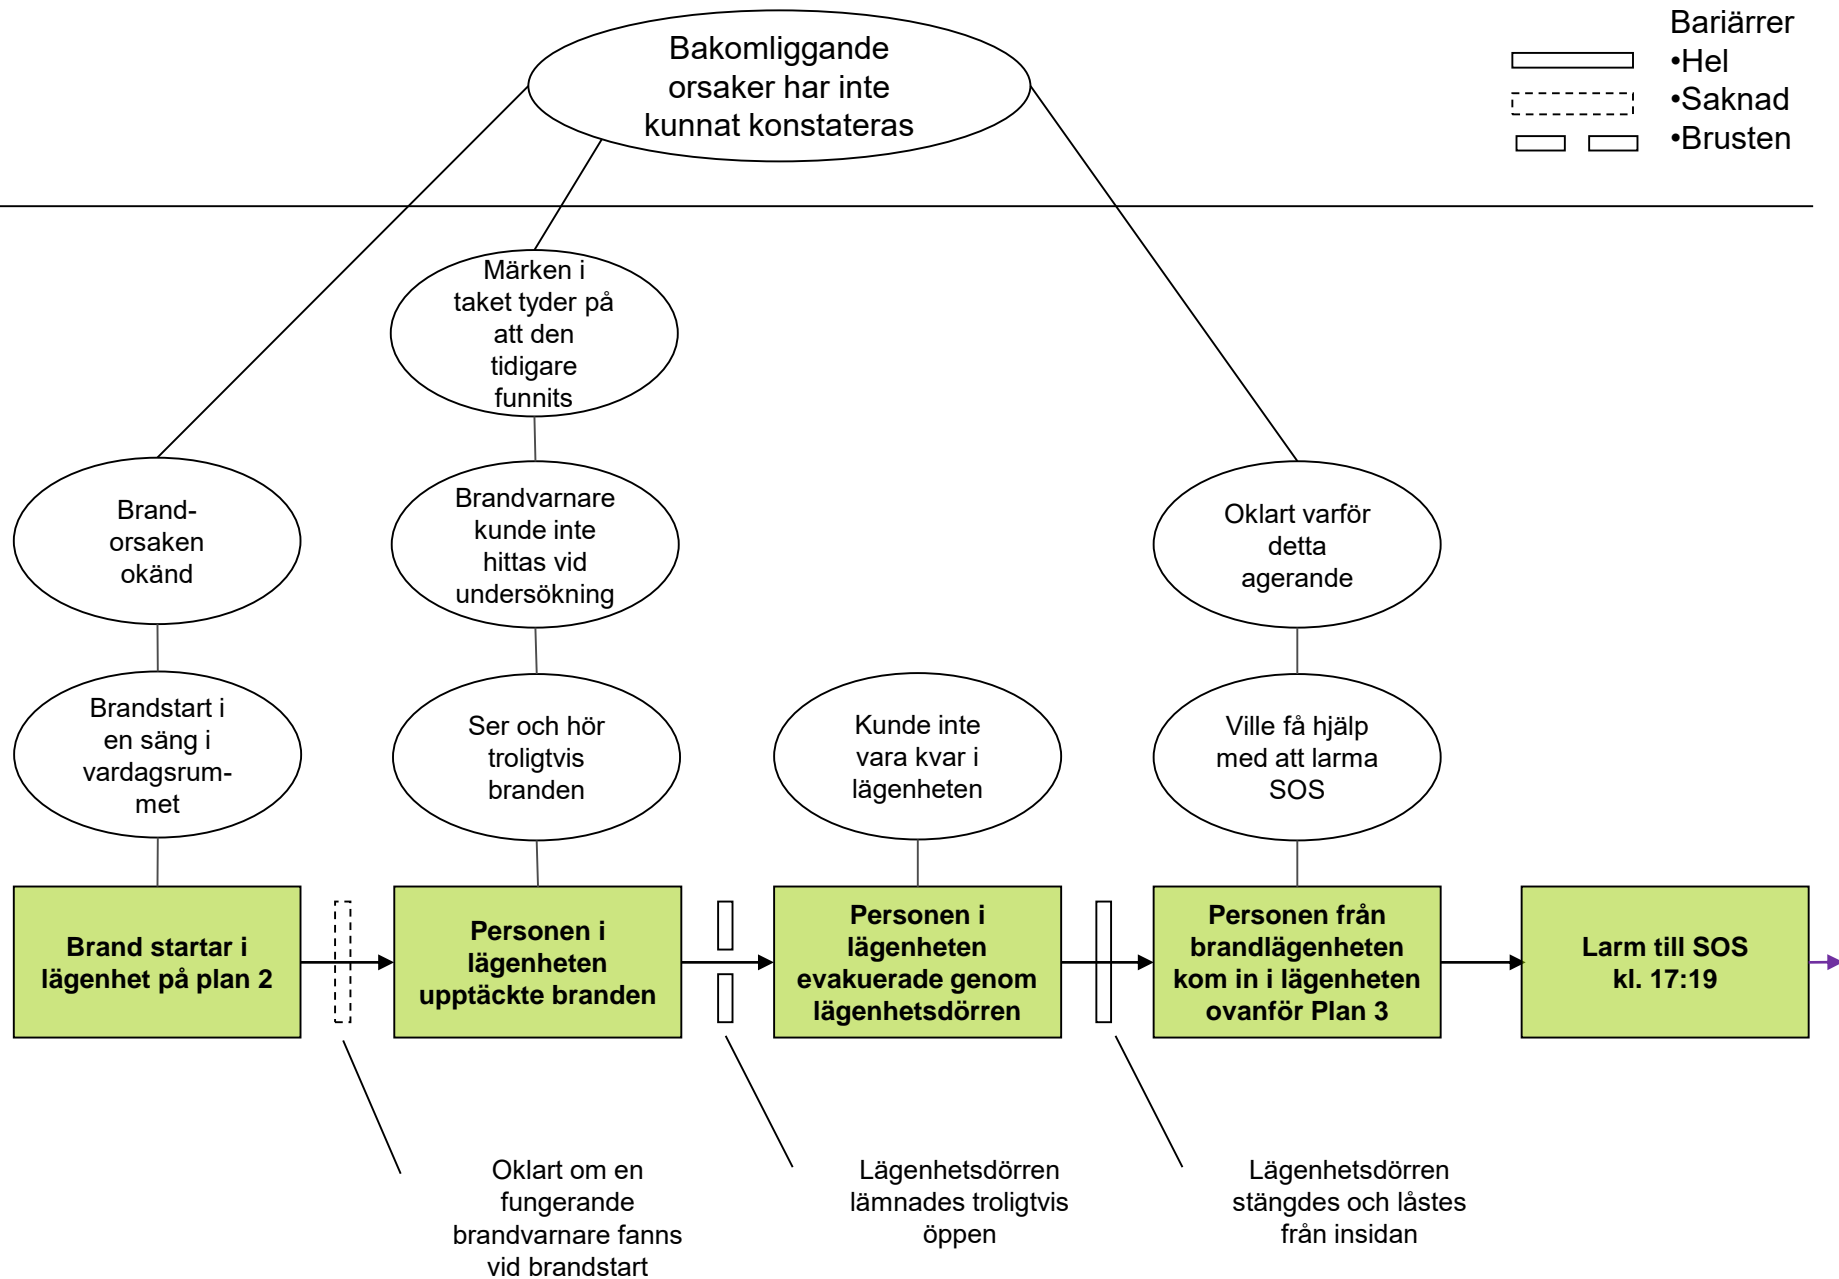 Bakomliggande
orsaker har inte
kunnat konstateras
Bariärrer
•Hel
•Saknad
•Brusten
Märken i
taket tyder på
att den
tidigare
funnits
Brand-
orsaken
okänd
Brandvarnare
kunde inte
hittas vid
undersökning
Oklart varför
detta
agerande
Brandstart i
en säng i
vardagsrum-
met
Ser och hör
troligtvis
branden
Kunde inte
vara kvar i
lägenheten
Ville få hjälp
med att larma
SOS
Brand startar i
lägenhet på plan 2
Personen i
lägenheten
upptäckte branden
Personen i
lägenheten
evakuerade genom
lägenhetsdörren
Personen från
brandlägenheten
kom in i lägenheten
ovanför Plan 3
Larm till SOS
kl. 17:19
Oklart om en
fungerande
brandvarnare fanns
vid brandstart
Lägenhetsdörren
lämnades troligtvis
öppen
Lägenhetsdörren
stängdes och låstes
från insidan